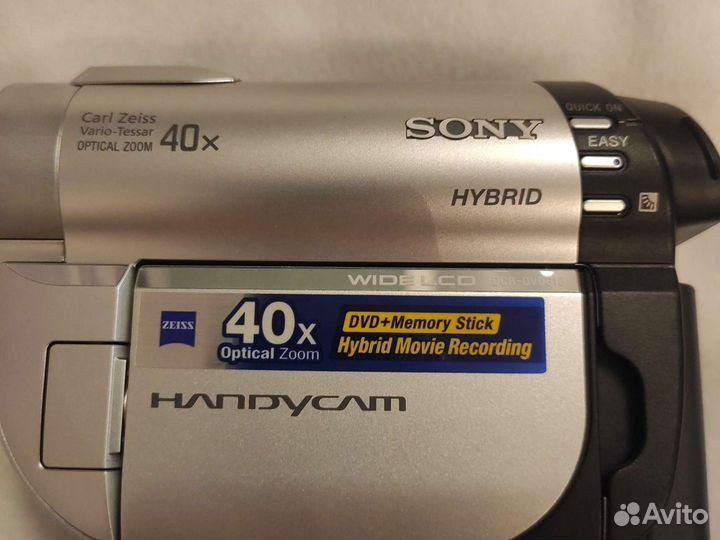 Carl Zeiss
Vario-Tessar
OPTICAL ZOOM 40x
SONY
HYBRID
QUICK ON
EASY
WIDE LCD
ZEISS
40x
Optical Zoom
DVD+Memory Stick
Hybrid Movie Recording
HANDYCAM
Avito